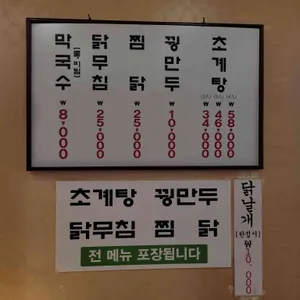 막국수 (물·비빔) ₩ 8,000
닭무침 ₩ 25,000
찜닭 ₩ 25,000
꿩만두 ₩ 10,000
초계탕
₩ 34,000
₩ 46,000
₩ 58,000
초계탕 꿩만두
닭무침 찜 닭
전 메뉴 포장됩니다
닭날개 (한접시) ₩10,000